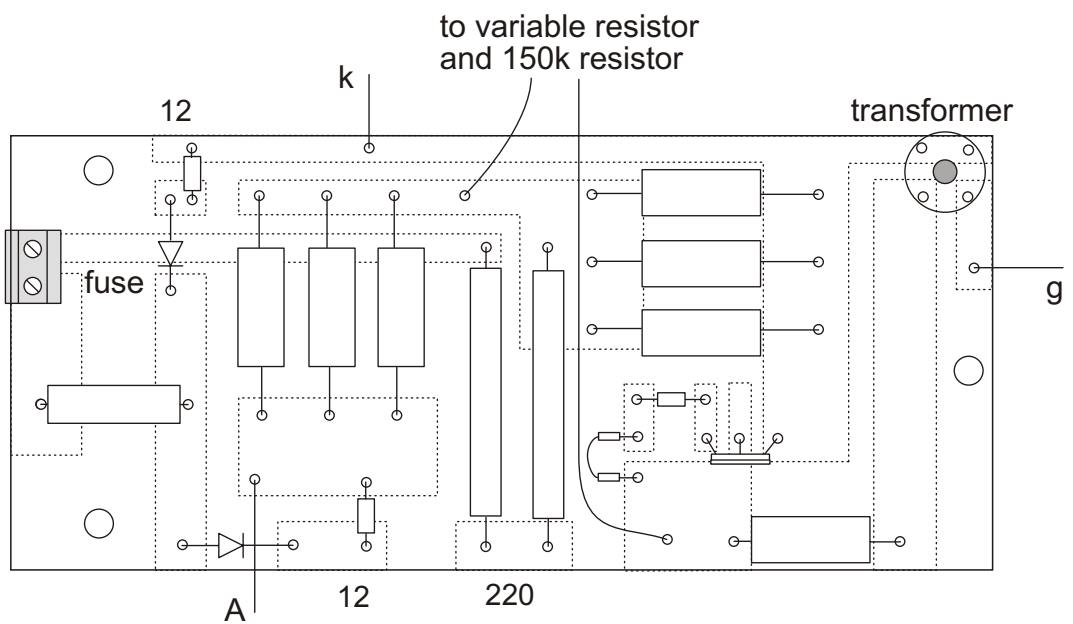 to variable resistor
and 150k resistor
k
12
transformer
fuse
g
12
220
A